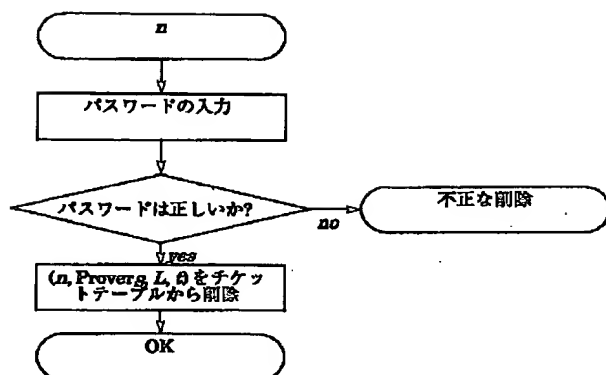 n
パスワードの入力
パスワードは正しいか?
no
不正な削除
yes
(n, Prover_S, L, t)をチケッ
トテーブルから削除
OK